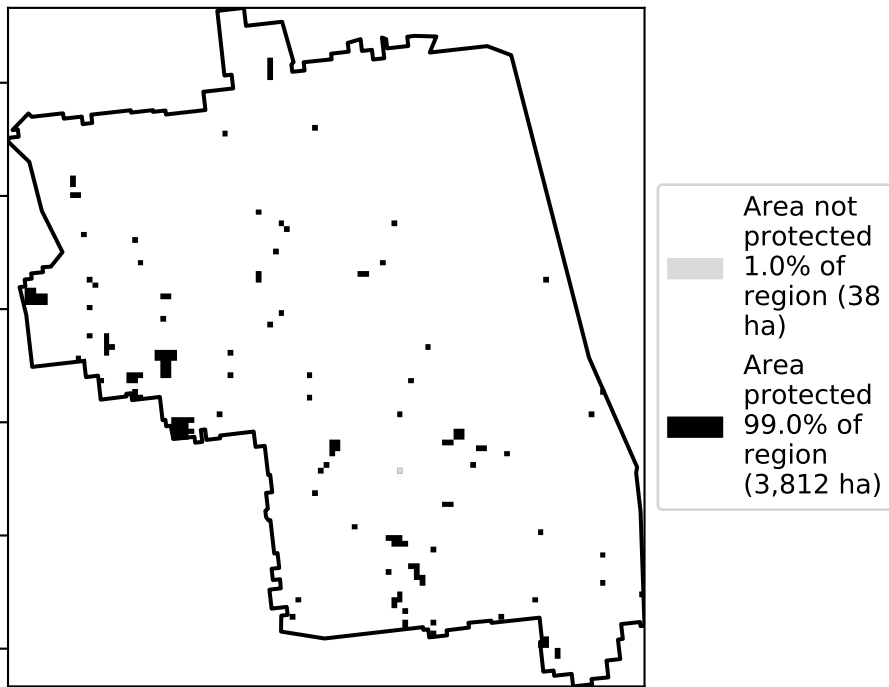 Area not
protected
1.0% of
region (38
ha)
Area
protected
99.0% of
region
(3,812 ha)